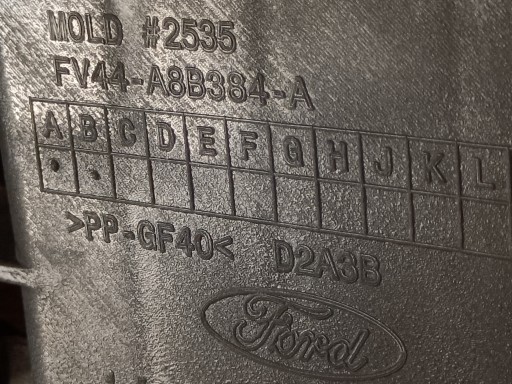 MOLD #2535
FV44-A8B384-A
A B C D E F G H J K L
>PP-GF40< D2A3B
Ford